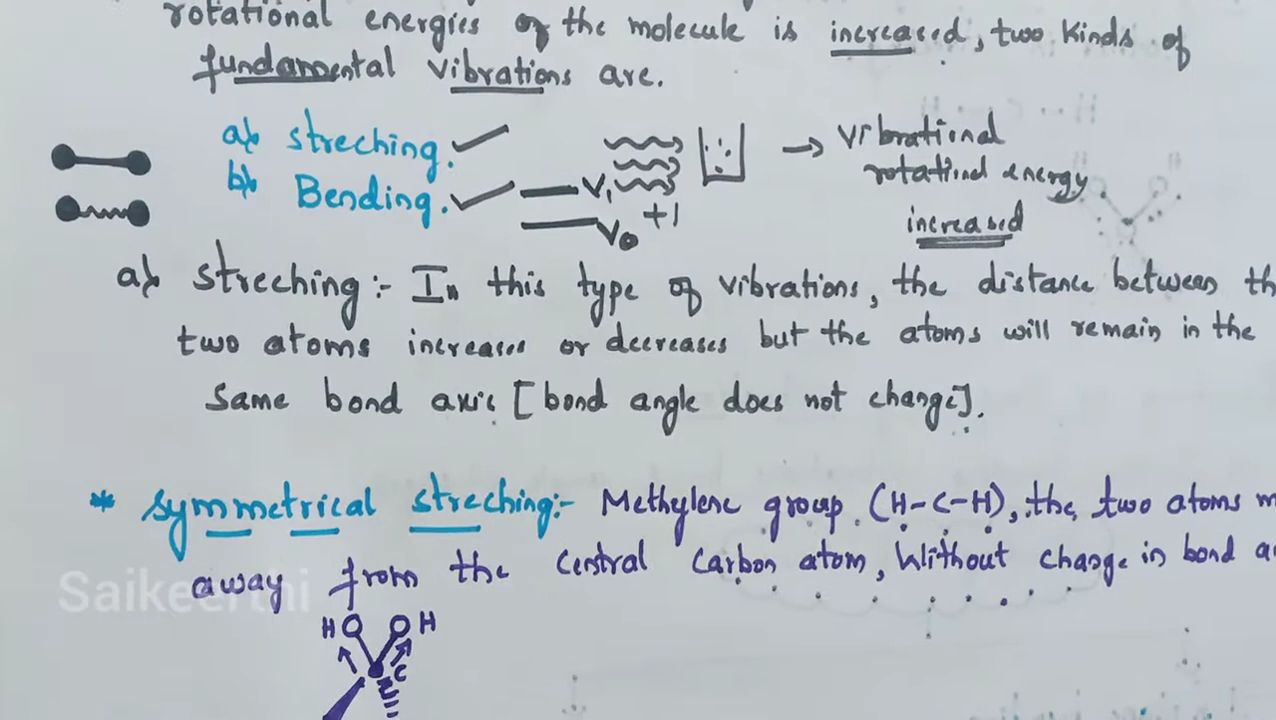 rotational energies of the molecule is increased, two kinds of
fundamental vibrations are.
a) streching.
b) Bending.
V1
V0
+1
→ vibrational
rotational energy
increased
a) streching:- In this type of vibrations, the distance between th
two atoms increases or decreases but the atoms will remain in the
same bond axis [bond angle does not change].
* symmetrical streching:- Methylene group (H-C-H), the two atoms m
away from the central carbon atom, without change in bond a
Saikeerthi
H H
C